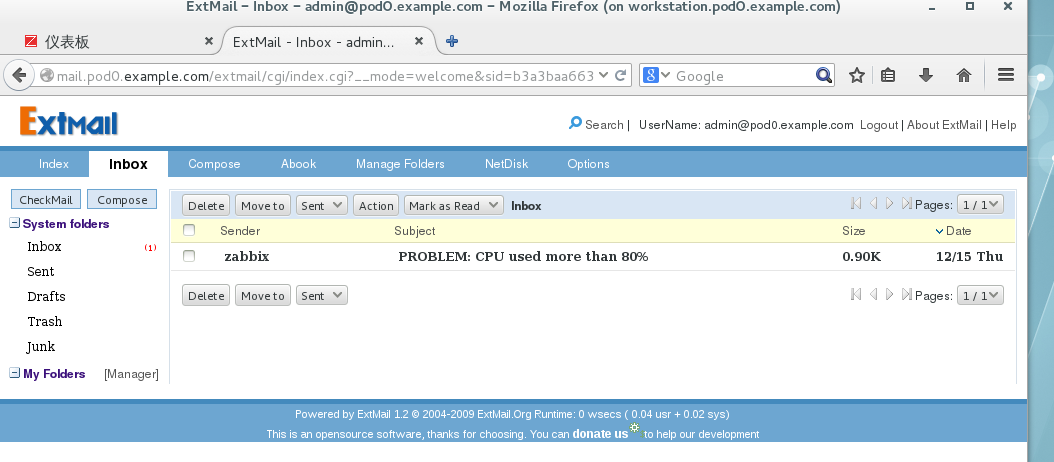 ExtMail - Inbox - admin@pod0.example.com - Mozilla Firefox (on workstation.pod0.example.com)
仪表板
ExtMail - Inbox - admin...
mail.pod0.example.com/extmail/cgi/index.cgi?__mode=welcome&sid=b3a3baa663
Google
ExtMail
Search | UserName: admin@pod0.example.com Logout | About ExtMail | Help
Index Inbox Compose Abook Manage Folders NetDisk Options
CheckMail Compose
System folders
Inbox (1)
Sent
Drafts
Trash
Junk
My Folders [Manager]
Delete Move to Sent Action Mark as Read Inbox Pages: 1 / 1
Sender Subject Size Date
zabbix PROBLEM: CPU used more than 80% 0.90K 12/15 Thu
Delete Move to Sent Pages: 1 / 1
Powered by ExtMail 1.2 © 2004-2009 ExtMail.Org Runtime: 0 wsecs ( 0.04 usr + 0.02 sys)
This is an opensource software, thanks for choosing. You can donate us to help our development